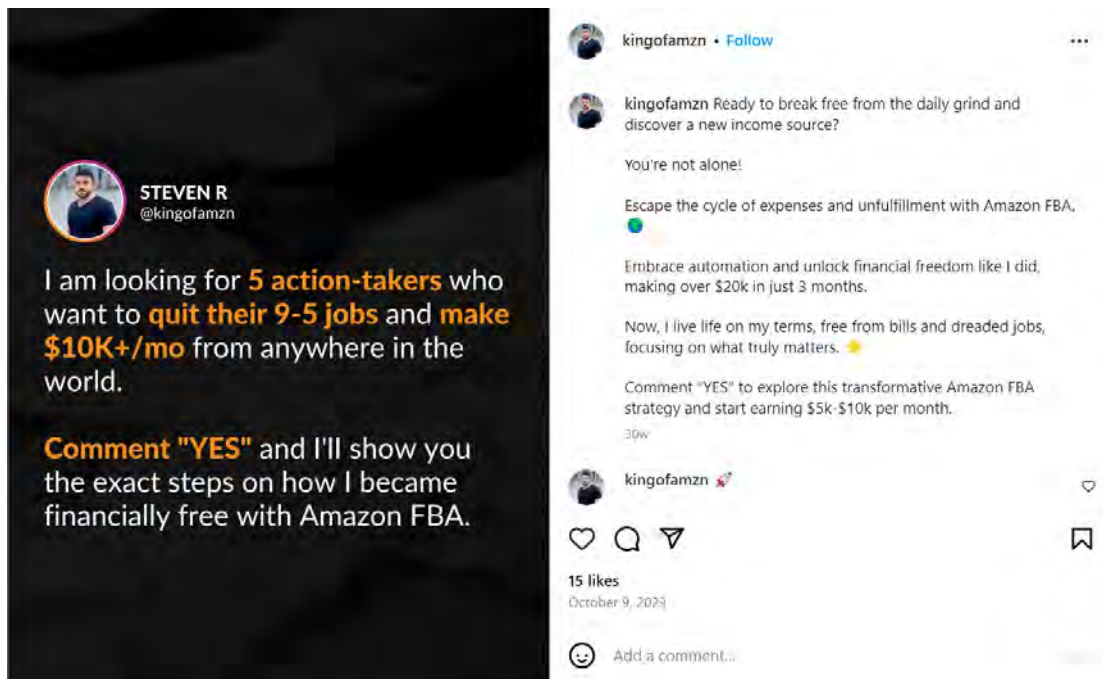 STEVEN R
@kingofamzn
I am looking for 5 action-takers who
want to quit their 9-5 jobs and make
$10K+/mo from anywhere in the
world.
Comment "YES" and I'll show you
the exact steps on how I became
financially free with Amazon FBA.
kingofamzn • Follow
kingofamzn Ready to break free from the daily grind and
discover a new income source?
You're not alone!
Escape the cycle of expenses and unfulfillment with Amazon FBA.
Embrace automation and unlock financial freedom like I did,
making over $20k in just 3 months.
Now, I live life on my terms, free from bills and dreaded jobs,
focusing on what truly matters.
Comment "YES" to explore this transformative Amazon FBA
strategy and start earning $5k-$10k per month.
30w
kingofamzn 🚀
15 likes
October 9, 2023
Add a comment...